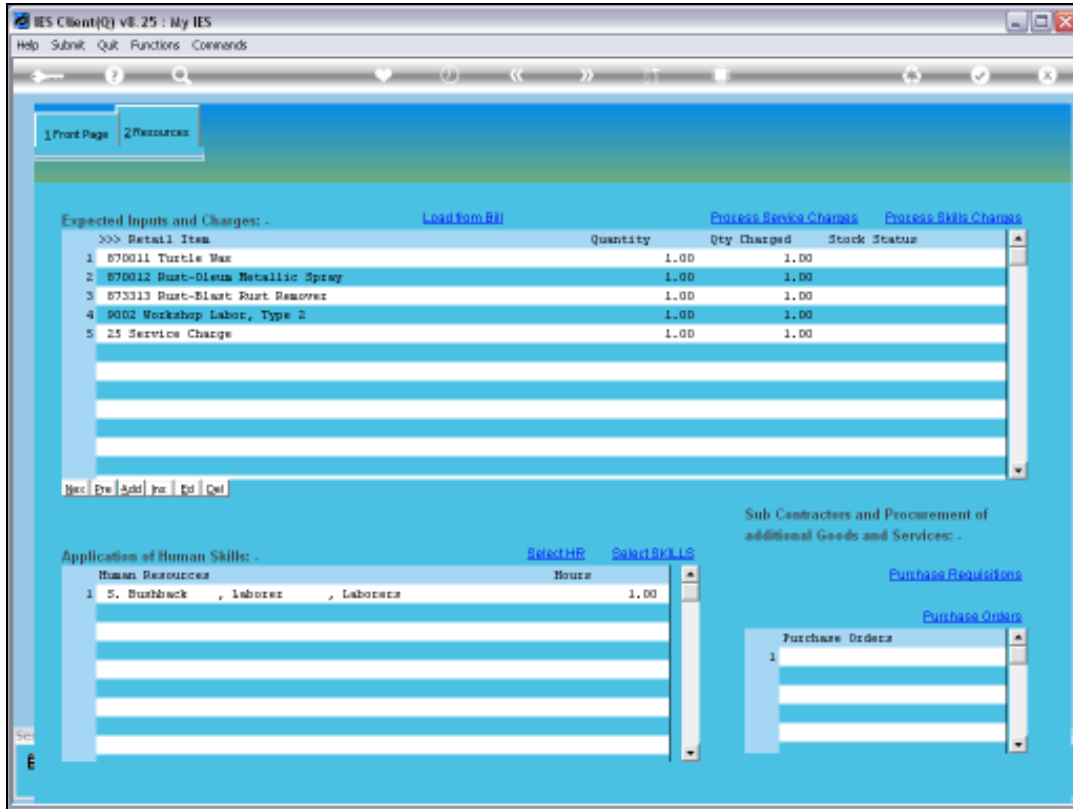 IES Client(Q) v8.25 : My IES
Help Submit Quit Functions Commands
1 Front Page 2 Resources
Expected Inputs and Charges: - Load from Bill Process Service Charges Process Skills Charges
>>> Retail Item Quantity Qty Charged Stock Status
1 870011 Turtle Wax 1.00 1.00
2 870012 Rust-Oleum Metallic Spray 1.00 1.00
3 873313 Rust-Blast Rust Remover 1.00 1.00
4 9002 Workshop Labor, Type 2 1.00 1.00
5 25 Service Charge 1.00 1.00
Nex Pre Add Ins Ed Del
Sub Contractors and Procurement of
additional Goods and Services: -
Application of Human Skills: - Select HR Select SKILLS
Human Resources Hours
Purchase Requisitions
1 S. Bushback , laborer , Laborers 1.00
Purchase Orders
Purchase Orders
1